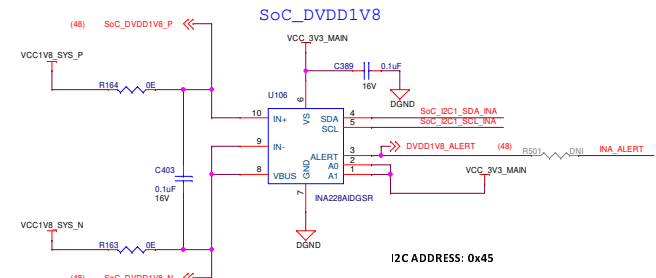 SoC_DVDD1V8
(48) SoC_DVDD1V8_P
VCC_3V3_MAIN
VCC1V8_SYS_P
C389 0.1uF
16V
DGND
R164 0E
U106
6
VS
10 IN+
SDA 4 SoC_I2C1_SDA_INA
SCL 5 SoC_I2C1_SCL_INA
9 IN-
ALERT 3 DVDD1V8_ALERT (48)
R501 DNI INA_ALERT
A0 2
8 VBUS
A1 1
GND
VCC_3V3_MAIN
C403
0.1uF
16V
7
INA228AIDGSR
VCC1V8_SYS_N
R163 0E
DGND
I2C ADDRESS: 0x45
(48) SoC_DVDD1V8_N